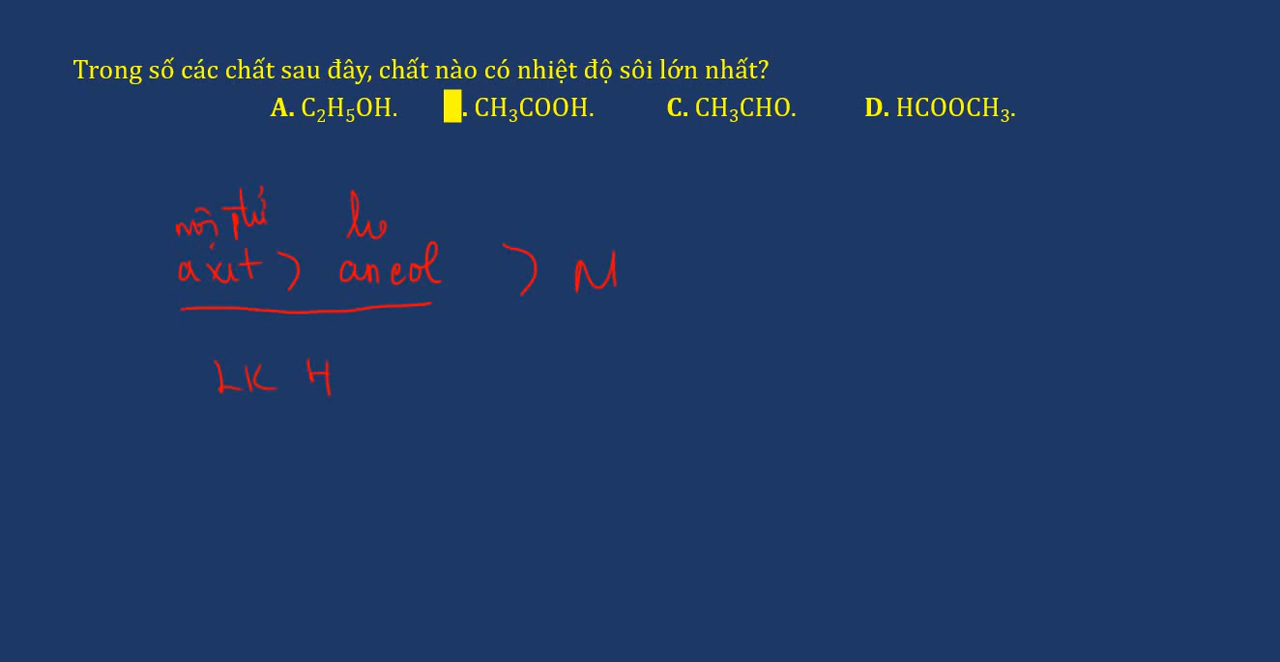 Trong số các chất sau đây, chất nào có nhiệt độ sôi lớn nhất?
A. C₂H₅OH. . CH₃COOH. C. CH₃CHO. D. HCOOCH₃.
axit > ancol > M
LK H